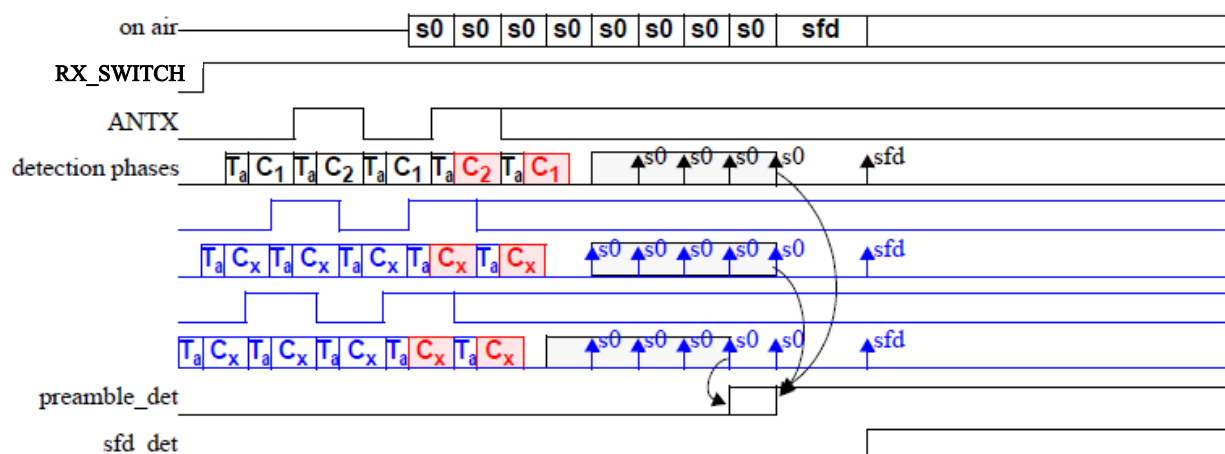 on air s0 s0 s0 s0 s0 s0 s0 s0 sfd
RX_SWITCH
ANTX
detection phases Ta C1 Ta C2 Ta C1 Ta C2 Ta C1 s0 s0 s0 s0 sfd
Ta Cx Ta Cx Ta Cx Ta Cx Ta Cx s0 s0 s0 s0 s0 sfd
Ta Cx Ta Cx Ta Cx Ta Cx Ta Cx s0 s0 s0 s0 s0 sfd
preamble_det
sfd_det